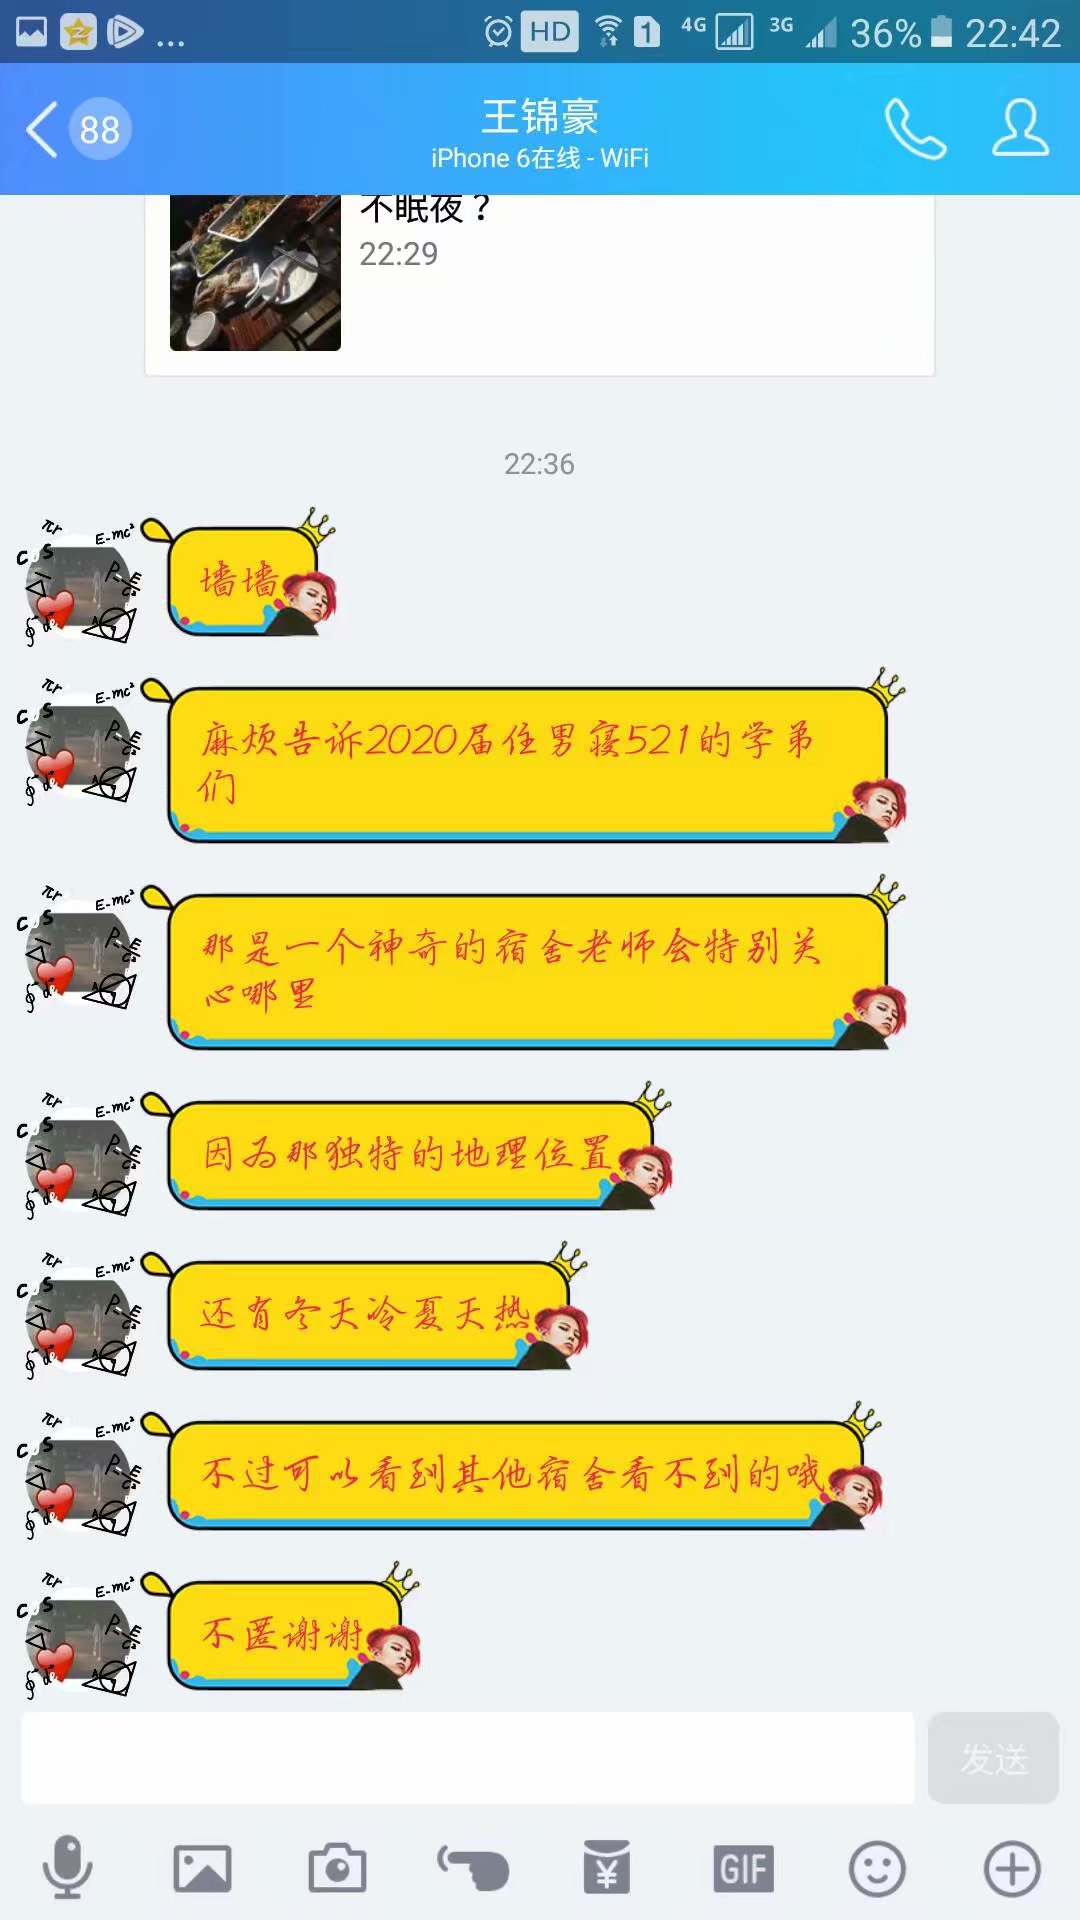 HD 1 4G 3G 36% 22:42
88
王锦豪
iPhone 6在线 - WiFi
不眠夜？
22:29
22:36
墙墙
麻烦告诉2020届住男寝521的学弟
们
那是一个神奇的宿舍老师会特别关
心哪里
因为那独特的地理位置
还有冬天冷夏天热
不过可以看到其他宿舍看不到的哦
不匿谢谢
发送
GIF